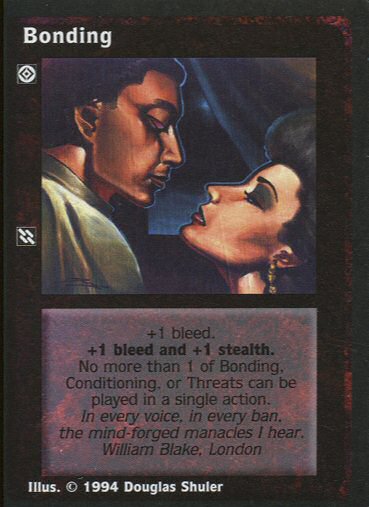 Bonding
+1 bleed.
+1 bleed and +1 stealth.
No more than 1 of Bonding,
Conditioning, or Threats can be
played in a single action.
In every voice, in every ban,
the mind-forged manacles I hear.
William Blake, London
Illus. © 1994 Douglas Shuler